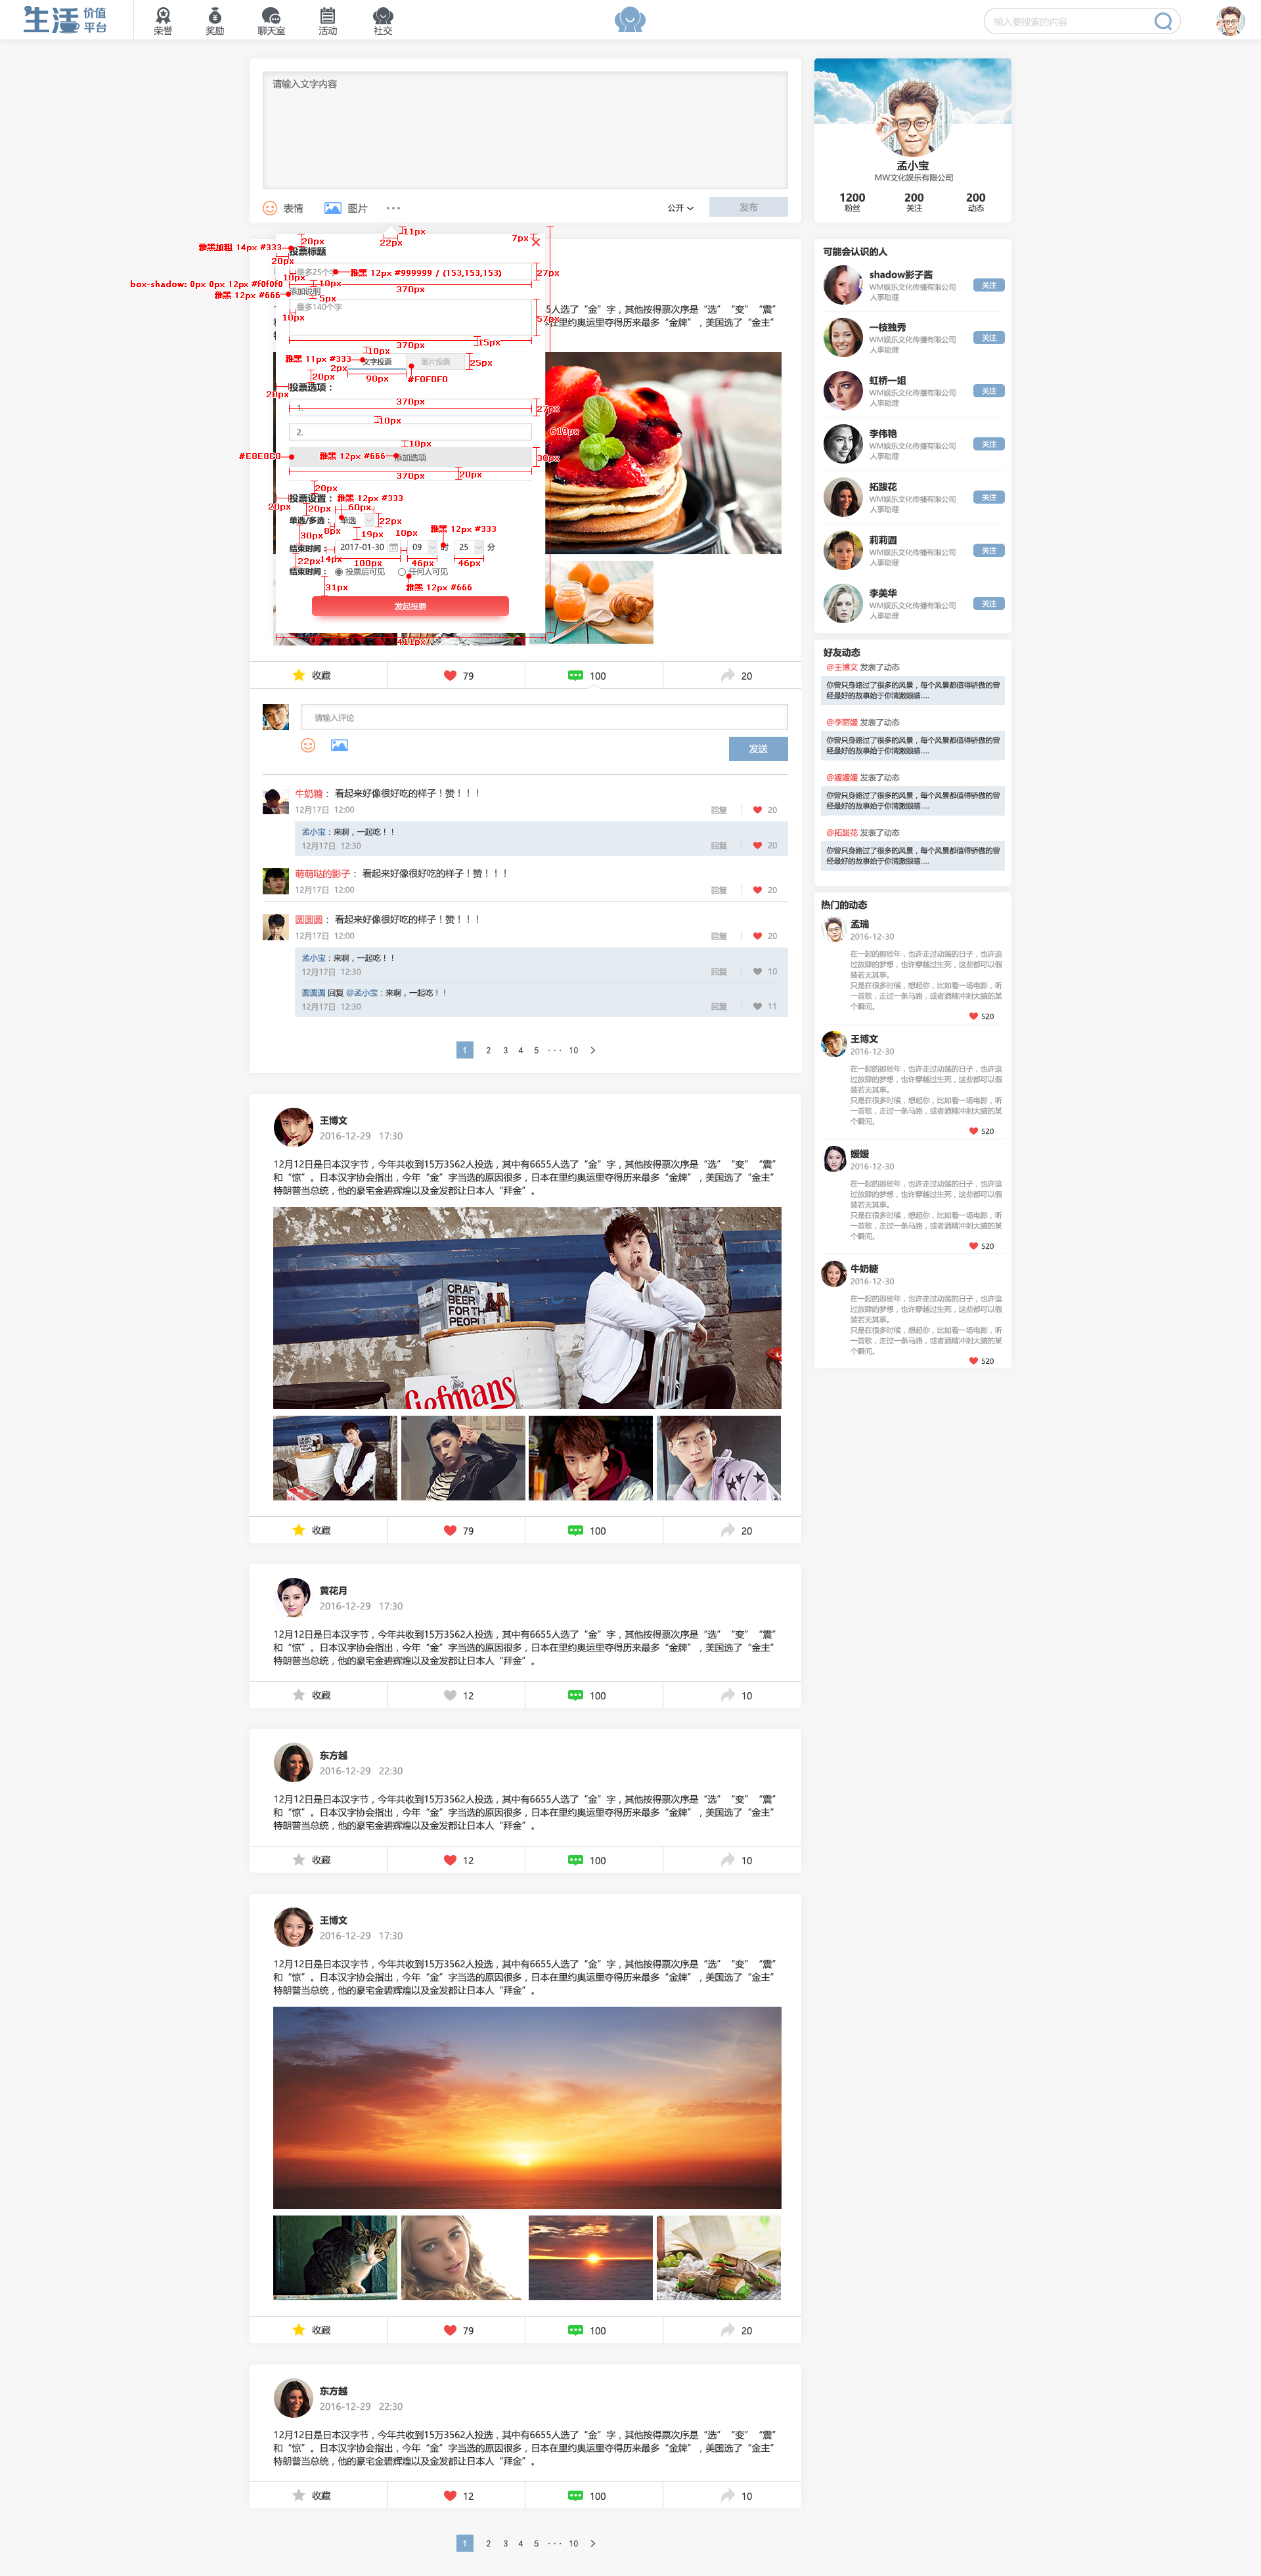 生活 价值
平台
荣誉
奖励
聊天室
活动
社交
输入要搜索的内容
请输入文字内容
表情
图片
公开
发布
11px
22px
7px
雅黑加粗 14px #333
20px
投票标题
20px
最多25个字
雅黑 12px #999999 / (153,153,153)
27px
10px
box-shadow: 0px 0px 12px #f0f0f0
10px
10px
370px
雅黑 12px #666
添加说明
5px
最多140个字
10px
57px
370px
15px
10px
雅黑 11px #333
文字投票
图片投票
25px
2px
20px
90px
#F0F0F0
投票选项：
20px
370px
1.
27px
10px
2.
619px
10px
#E8E8E8
雅黑 12px #666
添加选项
30px
370px
20px
20px
投票设置：
雅黑 12px #333
20px
20px
60px
单选/多选：
单选
22px
8px
30px
19px
10px
雅黑 12px #333
结束时间：
2017-01-30
09
时
25
分
22px
14px
100px
46px
46px
结束时间：
投票后可见
任何人可见
31px
雅黑 12px #666
发起投票
411px
5人选了“金”字，其他按得票次序是“选”“变”“震”
在里约奥运里夺得历来最多“金牌”，美国选了“金主”
收藏
79
100
20
请输入评论
发送
牛奶糖： 看起来好像很好吃的样子！赞！！！
12月17日 12:00
回复
20
孟小宝：来啊，一起吃！！
12月17日 12:30
回复
20
萌萌哒的影子： 看起来好像很好吃的样子！赞！！！
12月17日 12:00
回复
20
圆圆圆： 看起来好像很好吃的样子！赞！！！
12月17日 12:00
回复
20
孟小宝：来啊，一起吃！！
12月17日 12:30
回复
10
圆圆圆 回复 @孟小宝：来啊，一起吃！！
12月17日 12:30
回复
11
1 2 3 4 5 ··· 10 >
王博文
2016-12-29 17:30
12月12日是日本汉字节，今年共收到15万3562人投选，其中有6655人选了“金”字，其他按得票次序是“选”“变”“震”
和“惊”。日本汉字协会指出，今年“金”字当选的原因很多，日本在里约奥运里夺得历来最多“金牌”，美国选了“金主”
特朗普当总统，他的豪宅金碧辉煌以及金发都让日本人“拜金”。
CRAFT
BEER
FOR THE
PEOPLE
Gefmans
收藏
79
100
20
黄花月
2016-12-29 17:30
12月12日是日本汉字节，今年共收到15万3562人投选，其中有6655人选了“金”字，其他按得票次序是“选”“变”“震”
和“惊”。日本汉字协会指出，今年“金”字当选的原因很多，日本在里约奥运里夺得历来最多“金牌”，美国选了“金主”
特朗普当总统，他的豪宅金碧辉煌以及金发都让日本人“拜金”。
收藏
12
100
10
东方越
2016-12-29 22:30
12月12日是日本汉字节，今年共收到15万3562人投选，其中有6655人选了“金”字，其他按得票次序是“选”“变”“震”
和“惊”。日本汉字协会指出，今年“金”字当选的原因很多，日本在里约奥运里夺得历来最多“金牌”，美国选了“金主”
特朗普当总统，他的豪宅金碧辉煌以及金发都让日本人“拜金”。
收藏
12
100
10
王博文
2016-12-29 17:30
12月12日是日本汉字节，今年共收到15万3562人投选，其中有6655人选了“金”字，其他按得票次序是“选”“变”“震”
和“惊”。日本汉字协会指出，今年“金”字当选的原因很多，日本在里约奥运里夺得历来最多“金牌”，美国选了“金主”
特朗普当总统，他的豪宅金碧辉煌以及金发都让日本人“拜金”。
收藏
79
100
20
东方越
2016-12-29 22:30
12月12日是日本汉字节，今年共收到15万3562人投选，其中有6655人选了“金”字，其他按得票次序是“选”“变”“震”
和“惊”。日本汉字协会指出，今年“金”字当选的原因很多，日本在里约奥运里夺得历来最多“金牌”，美国选了“金主”
特朗普当总统，他的豪宅金碧辉煌以及金发都让日本人“拜金”。
收藏
12
100
10
1 2 3 4 5 ··· 10 >
孟小宝
MW文化娱乐有限公司
1200 200 200
粉丝 关注 动态
可能会认识的人
shadow影子酱
WM娱乐文化传播有限公司
人事助理
关注
一枝独秀
WM娱乐文化传播有限公司
人事助理
关注
虹桥一姐
WM娱乐文化传播有限公司
人事助理
关注
李伟艳
WM娱乐文化传播有限公司
人事助理
关注
拓跋花
WM娱乐文化传播有限公司
人事助理
关注
莉莉圆
WM娱乐文化传播有限公司
人事助理
关注
李美华
WM娱乐文化传播有限公司
人事助理
关注
好友动态
@王博文 发表了动态
你曾只身路过了很多的风景，每个风景都值得骄傲的曾
经最好的故事始于你清澈眼睛.....
@李丽媛 发表了动态
你曾只身路过了很多的风景，每个风景都值得骄傲的曾
经最好的故事始于你清澈眼睛.....
@媛媛媛 发表了动态
你曾只身路过了很多的风景，每个风景都值得骄傲的曾
经最好的故事始于你清澈眼睛.....
@拓跋花 发表了动态
你曾只身路过了很多的风景，每个风景都值得骄傲的曾
经最好的故事始于你清澈眼睛.....
热门的动态
孟瑞
2016-12-30
在一起的那些年，也许走过动荡的日子，也许追
过放肆的梦想，也许穿越过生死，这些都可以假
装若无其事。
只是在很多时候，想起你，比如看一场电影，听
一首歌，走过一条马路，或者酒精冲刺大脑的某
个瞬间。
520
王博文
2016-12-30
在一起的那些年，也许走过动荡的日子，也许追
过放肆的梦想，也许穿越过生死，这些都可以假
装若无其事。
只是在很多时候，想起你，比如看一场电影，听
一首歌，走过一条马路，或者酒精冲刺大脑的某
个瞬间。
520
媛媛
2016-12-30
在一起的那些年，也许走过动荡的日子，也许追
过放肆的梦想，也许穿越过生死，这些都可以假
装若无其事。
只是在很多时候，想起你，比如看一场电影，听
一首歌，走过一条马路，或者酒精冲刺大脑的某
个瞬间。
520
牛奶糖
2016-12-30
在一起的那些年，也许走过动荡的日子，也许追
过放肆的梦想，也许穿越过生死，这些都可以假
装若无其事。
只是在很多时候，想起你，比如看一场电影，听
一首歌，走过一条马路，或者酒精冲刺大脑的某
个瞬间。
520